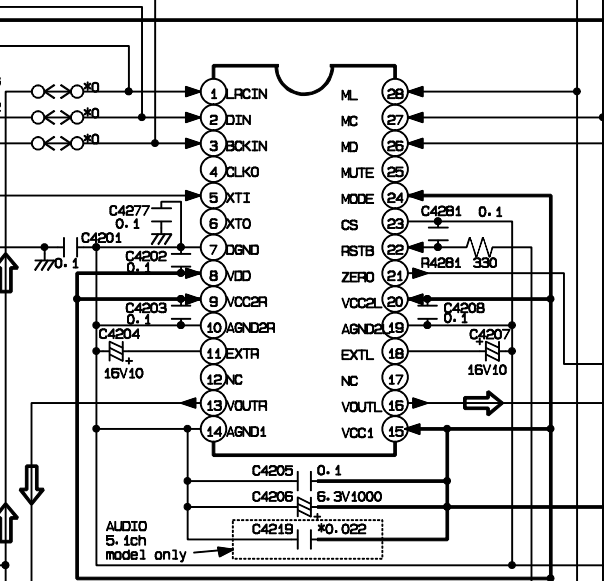 *0
*0
*0
1 LRCIN
2 DIN
3 BCKIN
4 CLKO
5 XTI
6 XTO
7 DGND
8 VDD
9 VCC2R
10 AGND2R
11 EXTR
12 NC
13 VOUTR
14 AGND1
ML 28
MC 27
MD 26
MUTE 25
MODE 24
CS 23
RSTB 22
ZERO 21
VCC2L 20
AGND2L 19
EXTL 18
NC 17
VOUTL 16
VCC1 15
C4277
0.1
C4201
0.1
C4202
0.1
C4203
0.1
C4204
+
16V10
C4281 0.1
R4281 330
C4208
0.1
C4207
+
16V10
C4205 0.1
C4206 6.3V1000
+
C4219 *0.022
AUDIO
5.1ch
model only